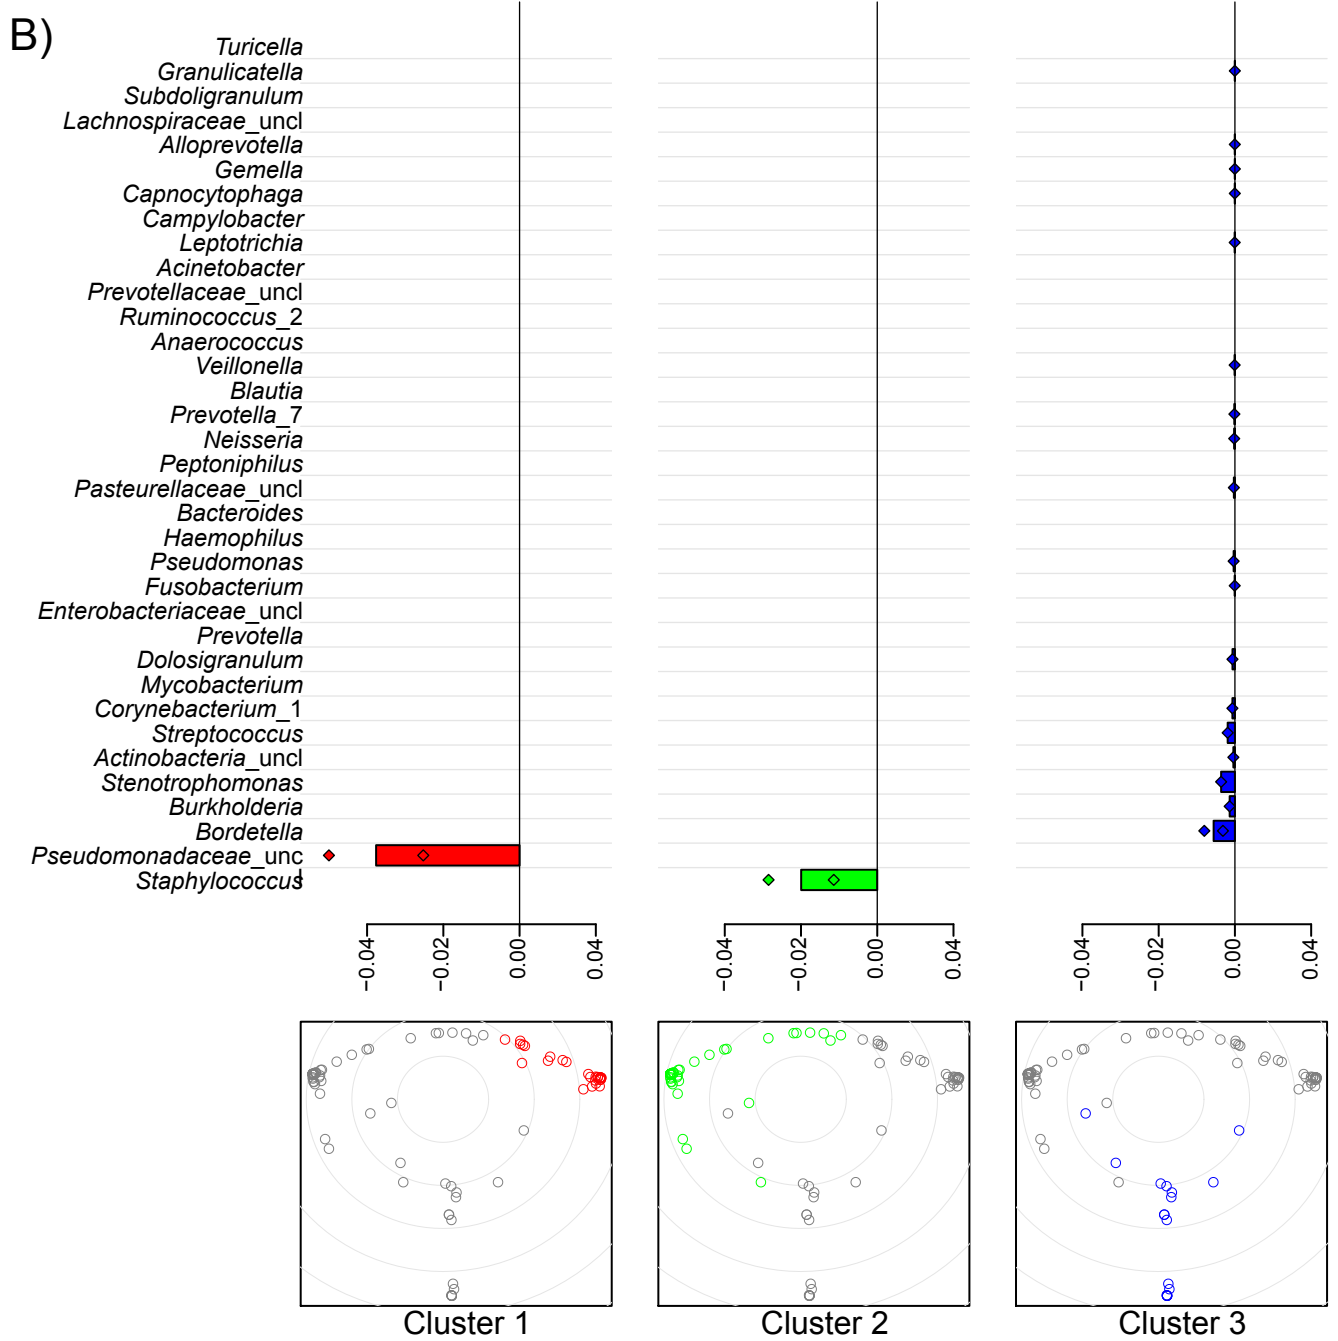 B)
Turicella
Granulicatella
Subdoligranulum
Lachnospiraceae_uncl
Alloprevotella
Gemella
Capnocytophaga
Campylobacter
Leptotrichia
Acinetobacter
Prevotellaceae_uncl
Ruminococcus_2
Anaerococcus
Veillonella
Blautia
Prevotella_7
Neisseria
Peptoniphilus
Pasteurellaceae_uncl
Bacteroides
Haemophilus
Pseudomonas
Fusobacterium
Enterobacteriaceae_uncl
Prevotella
Dolosigranulum
Mycobacterium
Corynebacterium_1
Streptococcus
Actinobacteria_uncl
Stenotrophomonas
Burkholderia
Bordetella
Pseudomonadaceae_unc
l
Staphylococcus
−0.04
−0.02
0.00
0.04
−0.04
−0.02
0.00
0.04
−0.04
−0.02
0.00
0.04
Cluster 1
Cluster 2
Cluster 3